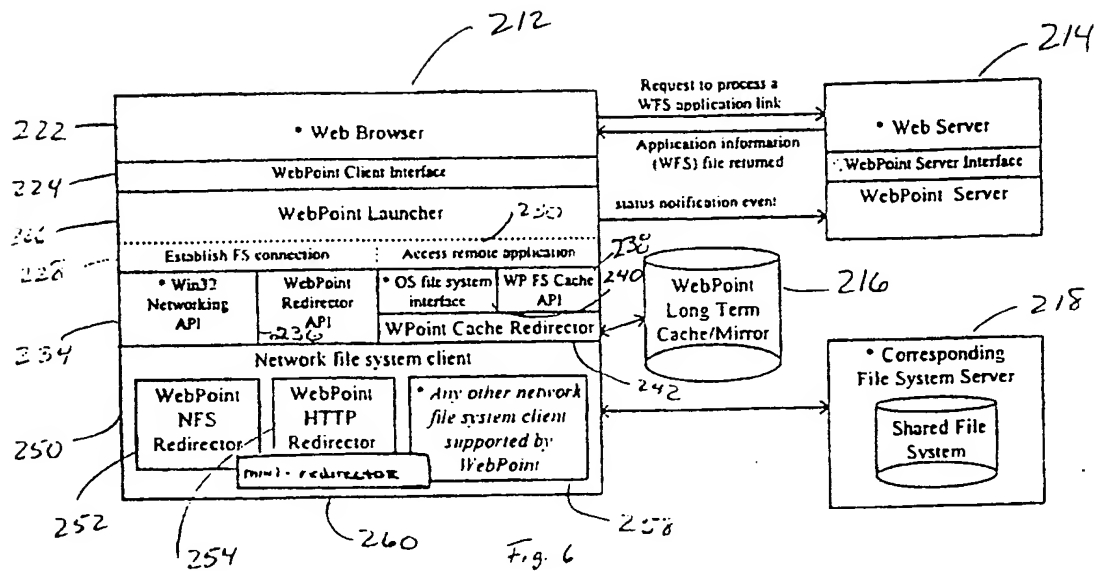 212
214
Request to process a
WFS application link
222
* Web Browser
* Web Server
Application information
(WFS) file returned
WebPoint Server Interface
224
WebPoint Client Interface
WebPoint Server
WebPoint Launcher
status notification event
230
Establish FS connection
Access remote application
238
* Win32
Networking
API
WebPoint
Redirector
API
* OS file system
interface
WP FS Cache
API
240
WebPoint
Long Term
Cache/Mirror
216
218
234
236
WPoint Cache Redirector
Network file system client
242
* Corresponding
File System Server
WebPoint
NFS
Redirector
WebPoint
HTTP
Redirector
* Any other network
file system client
supported by
WebPoint
Shared File
System
250
mini-redirector
252
254
260
258
Fig. 6